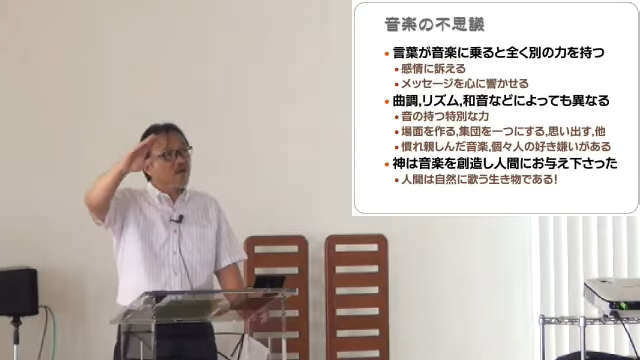 音楽の不思議
• 言葉が音楽に乗ると全く別の力を持つ
• 感情に訴える
• メッセージを心に響かせる
• 曲調,リズム,和音などによっても異なる
• 音の持つ特別な力
• 場面を作る,集団を一つにする,思い出す,他
• 慣れ親しんだ音楽,個々人の好き嫌いがある
• 神は音楽を創造し人間にお与え下さった
• 人間は自然に歌う生き物である!